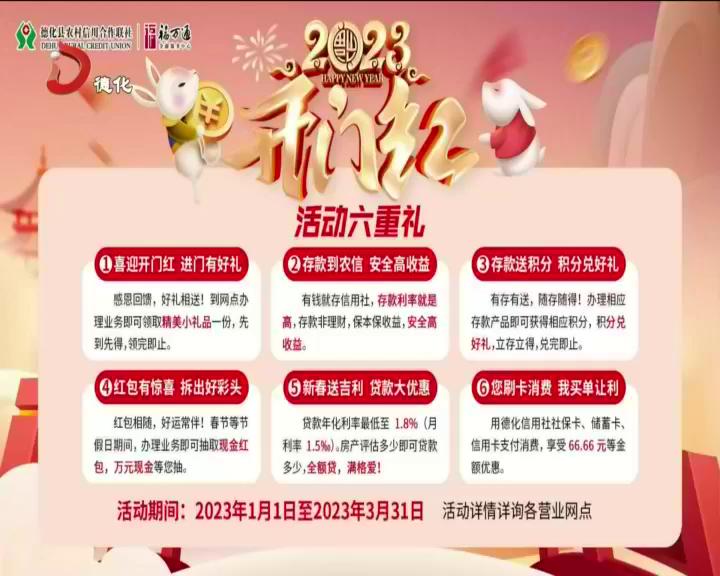 德化县农村信用合作联社
DEHUA RURAL CREDIT UNION
福 福万通
德化
2023
HAPPY NEW YEAR
开门红
活动六重礼
①喜迎开门红 进门有好礼
感恩回馈，好礼相送！到网点办
理业务即可领取精美小礼品一份，先
到先得，领完即止。
②存款到农信 安全高收益
有钱就存信用社，存款利率就是
高，存款非理财，保本保收益，安全高
收益。
③存款送积分 积分兑好礼
有存有送，随存随得！办理相应
存款产品即可获得相应积分，积分兑
好礼，立存立得，兑完即止。
④红包有惊喜 拆出好彩头
红包相随，好运常伴！春节等节
假日期间，办理业务即可抽取现金红
包，万元现金等您抽。
⑤新春送吉利 贷款大优惠
贷款年化利率最低至 1.8%（月
利率 1.5‰）。房产评估多少即可贷款
多少，全额贷，满格爱！
⑥您刷卡消费 我买单让利
用德化信用社社保卡、储蓄卡、
信用卡支付消费，享受 66.66 元等金
额优惠。
活动期间：2023年1月1日至2023年3月31日 活动详情详询各营业网点